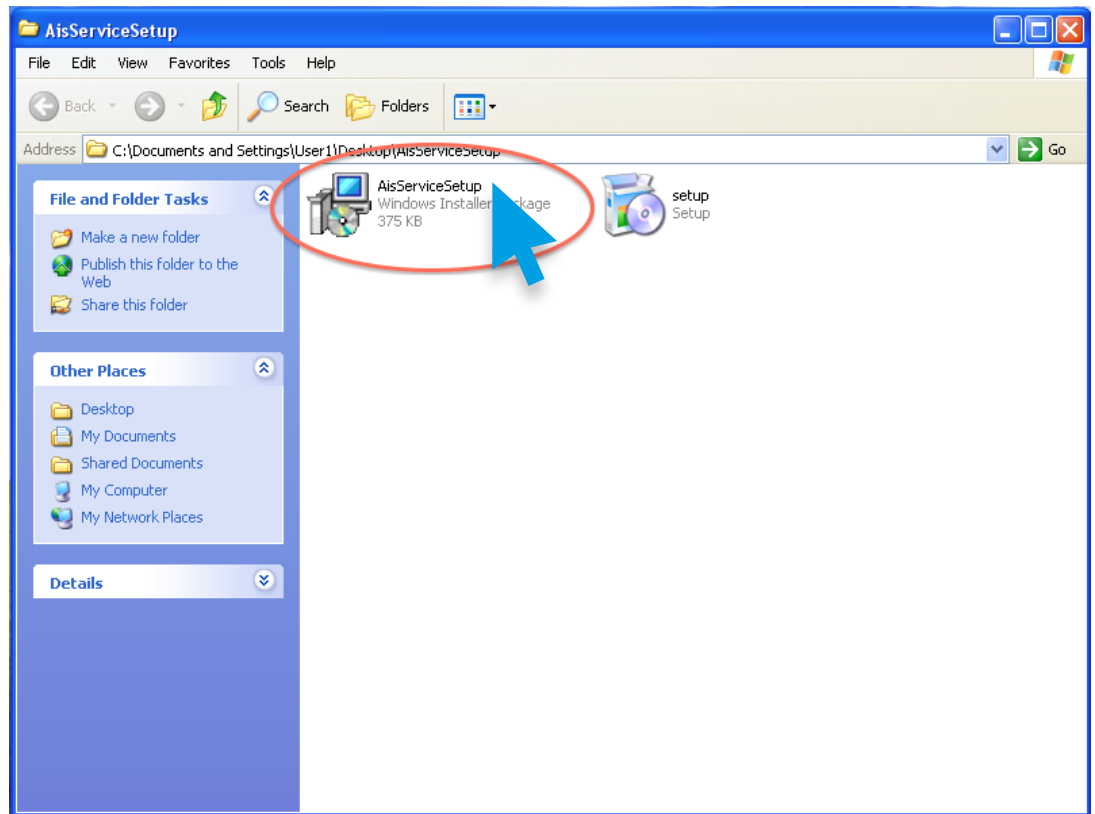 AisServiceSetup
File Edit View Favorites Tools Help
Back Search Folders
Address C:\Documents and Settings\User1\Desktop\AisServiceSetup Go
File and Folder Tasks
Make a new folder
Publish this folder to the
Web
Share this folder
Other Places
Desktop
My Documents
Shared Documents
My Computer
My Network Places
Details
AisServiceSetup
Windows Installer Package
375 KB
setup
Setup